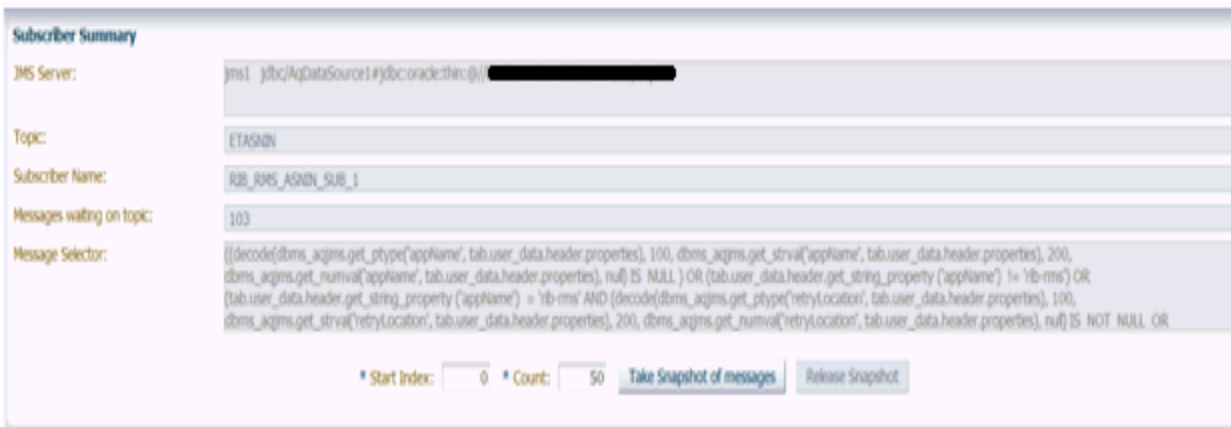 Subscriber Summary
JMS Server:
jms1 jdbc/AqDataSource1#jdbc:oracle:thin:@//
Topic:
ETASNIN
Subscriber Name:
RIB_RMS_ASNIN_SUB_1
Messages waiting on topic:
103
Message Selector:
((decode(dbms_aqjms.get_ptype('appName', tab.user_data.header.properties), 100, dbms_aqjms.get_strval('appName', tab.user_data.header.properties), 200,
dbms_aqjms.get_numval('appName', tab.user_data.header.properties), null) IS NULL ) OR (tab.user_data.header.get_string_property ('appName') != 'rib-rms') OR
(tab.user_data.header.get_string_property ('appName') = 'rib-rms' AND (decode(dbms_aqjms.get_ptype('retryLocation', tab.user_data.header.properties), 100,
dbms_aqjms.get_strval('retryLocation', tab.user_data.header.properties), 200, dbms_aqjms.get_numval('retryLocation', tab.user_data.header.properties), null) IS NOT NULL OR
* Start Index: 0 * Count: 50 Take Snapshot of messages Release Snapshot